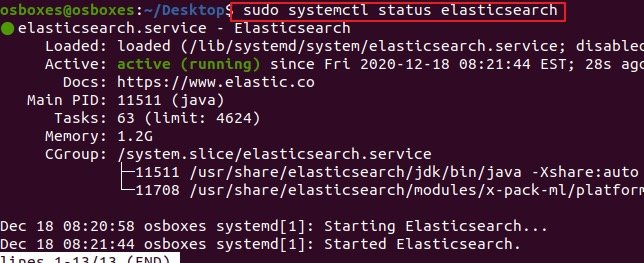 osboxes@osboxes:~/Desktop$ sudo systemctl status elasticsearch
● elasticsearch.service - Elasticsearch
Loaded: loaded (/lib/systemd/system/elasticsearch.service; disabled
Active: active (running) since Fri 2020-12-18 08:21:44 EST; 28s ago
Docs: https://www.elastic.co
Main PID: 11511 (java)
Tasks: 63 (limit: 4624)
Memory: 1.2G
CGroup: /system.slice/elasticsearch.service
├─11511 /usr/share/elasticsearch/jdk/bin/java -Xshare:auto
└─11708 /usr/share/elasticsearch/modules/x-pack-ml/platform
Dec 18 08:20:58 osboxes systemd[1]: Starting Elasticsearch...
Dec 18 08:21:44 osboxes systemd[1]: Started Elasticsearch.
lines 1-13/13 (END)